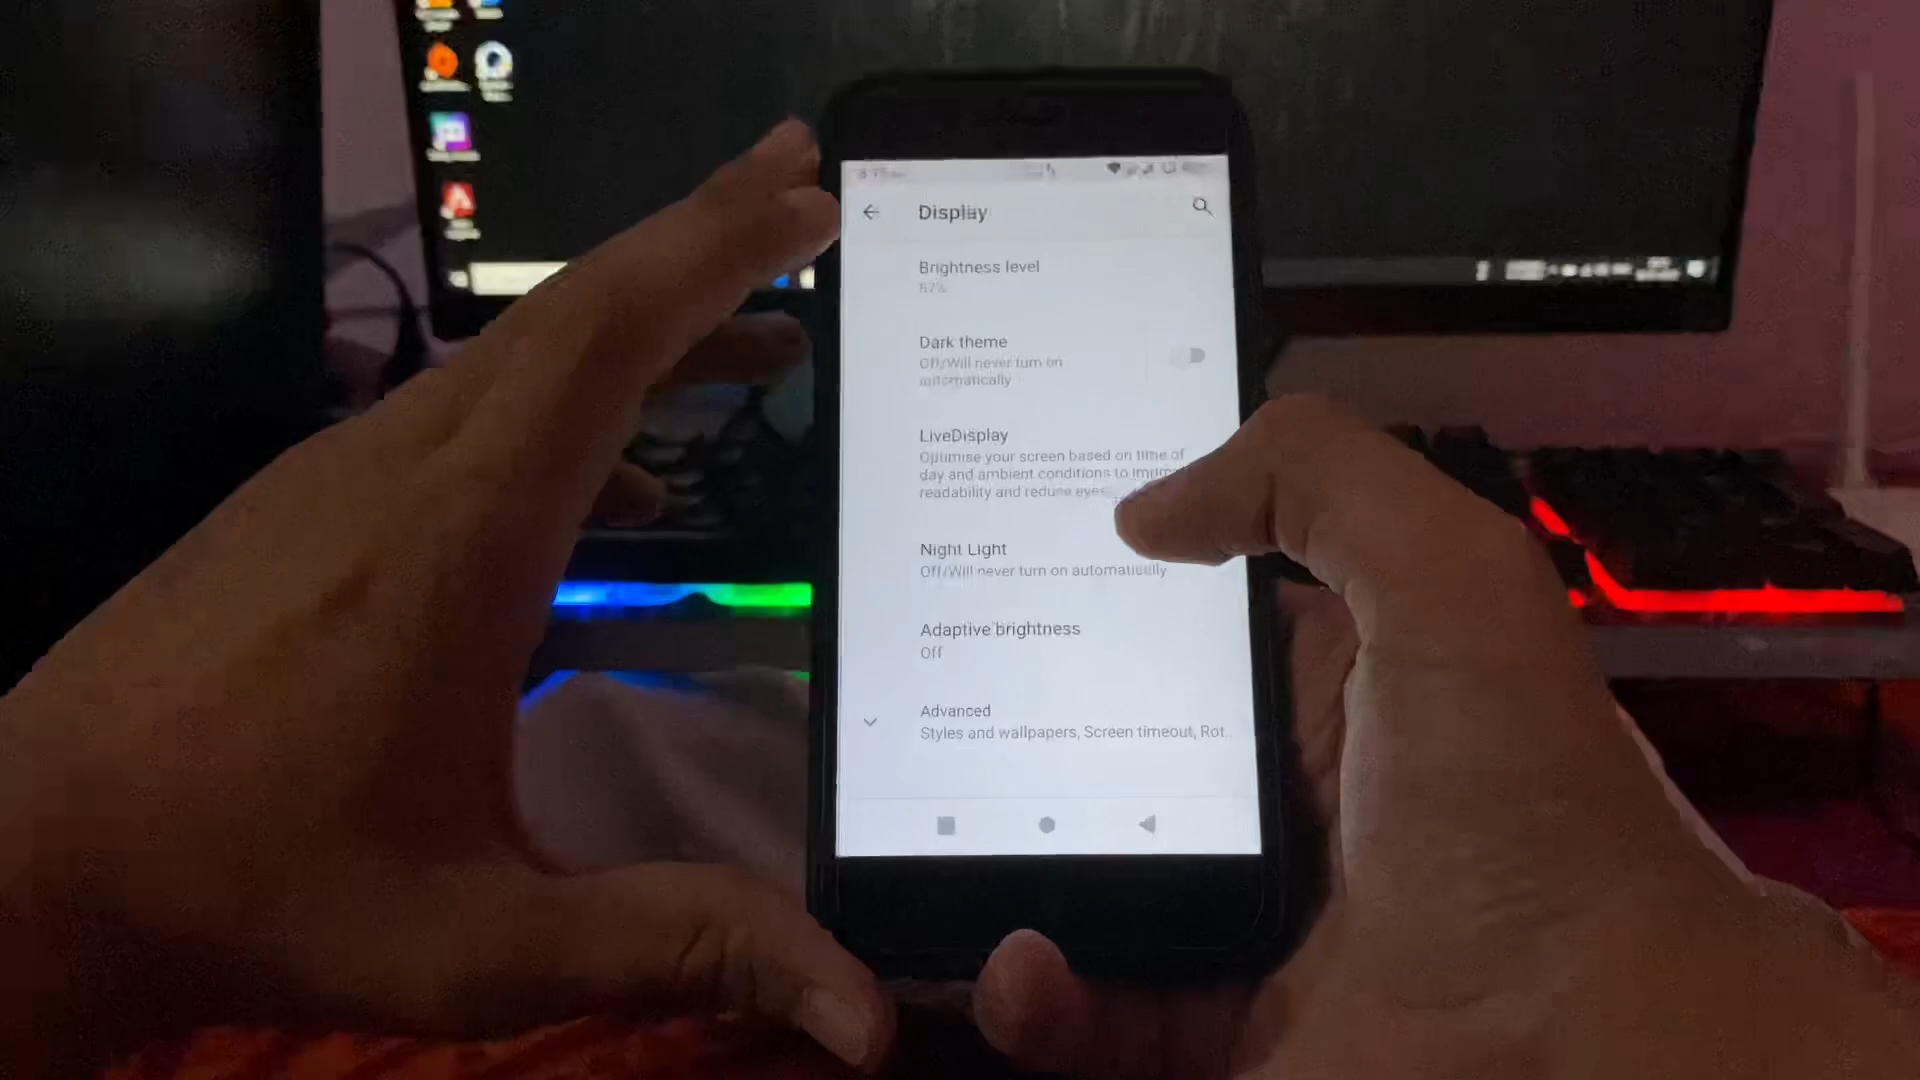 Display
Brightness level
57%
Dark theme
Off/Will never turn on
automatically
LiveDisplay
Optimise your screen based on time of
day and ambient conditions to
readability and reduce
Night Light
Off/Will never turn on automatically
Adaptive brightness
Off
Advanced
Styles and wallpapers, Screen timeout, Rot..